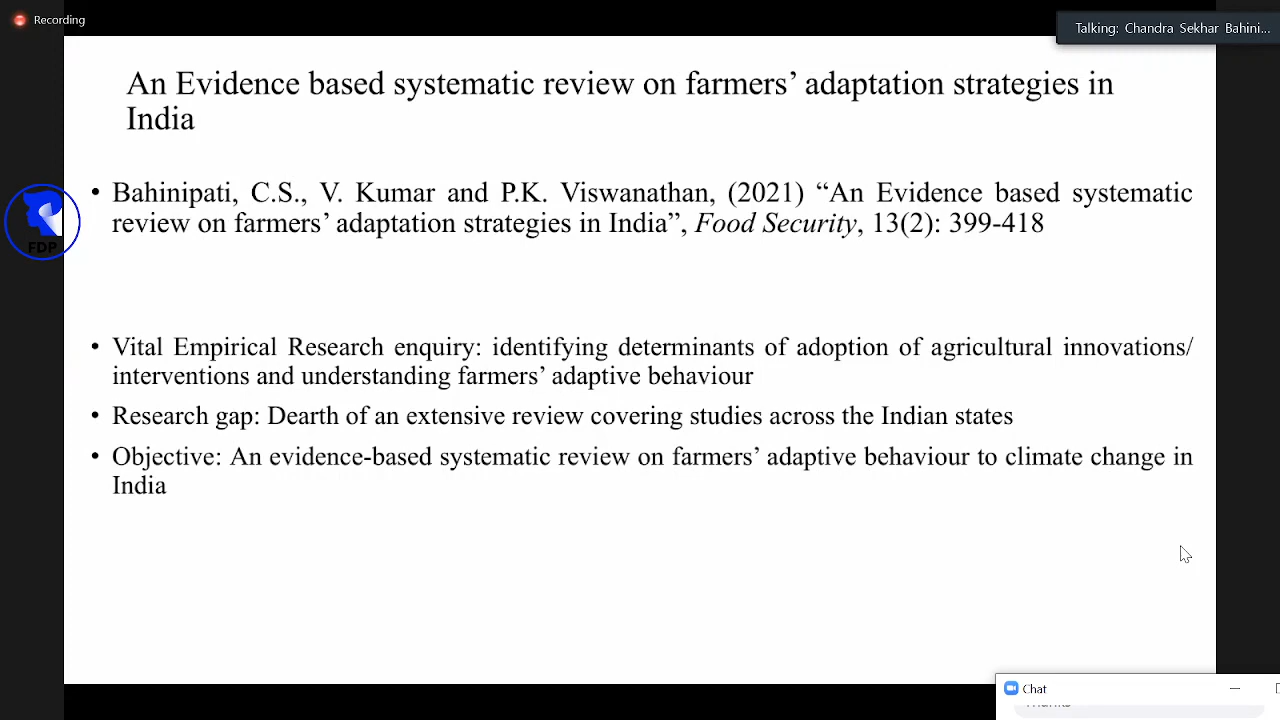 Recording
Talking: Chandra Sekhar Bahini...
An Evidence based systematic review on farmers’ adaptation strategies in
India
• Bahinipati, C.S., V. Kumar and P.K. Viswanathan, (2021) “An Evidence based systematic
review on farmers’ adaptation strategies in India”, Food Security, 13(2): 399-418
FDP
• Vital Empirical Research enquiry: identifying determinants of adoption of agricultural innovations/
interventions and understanding farmers’ adaptive behaviour
• Research gap: Dearth of an extensive review covering studies across the Indian states
• Objective: An evidence-based systematic review on farmers’ adaptive behaviour to climate change in
India
Chat